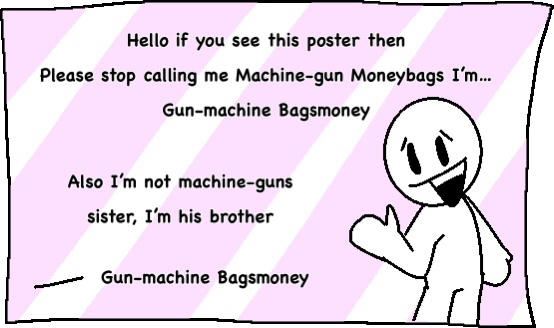 Hello if you see this poster then
Please stop calling me Machine-gun Moneybags I'm...
Gun-machine Bagsmoney
Also I'm not machine-guns
sister, I'm his brother
— Gun-machine Bagsmoney